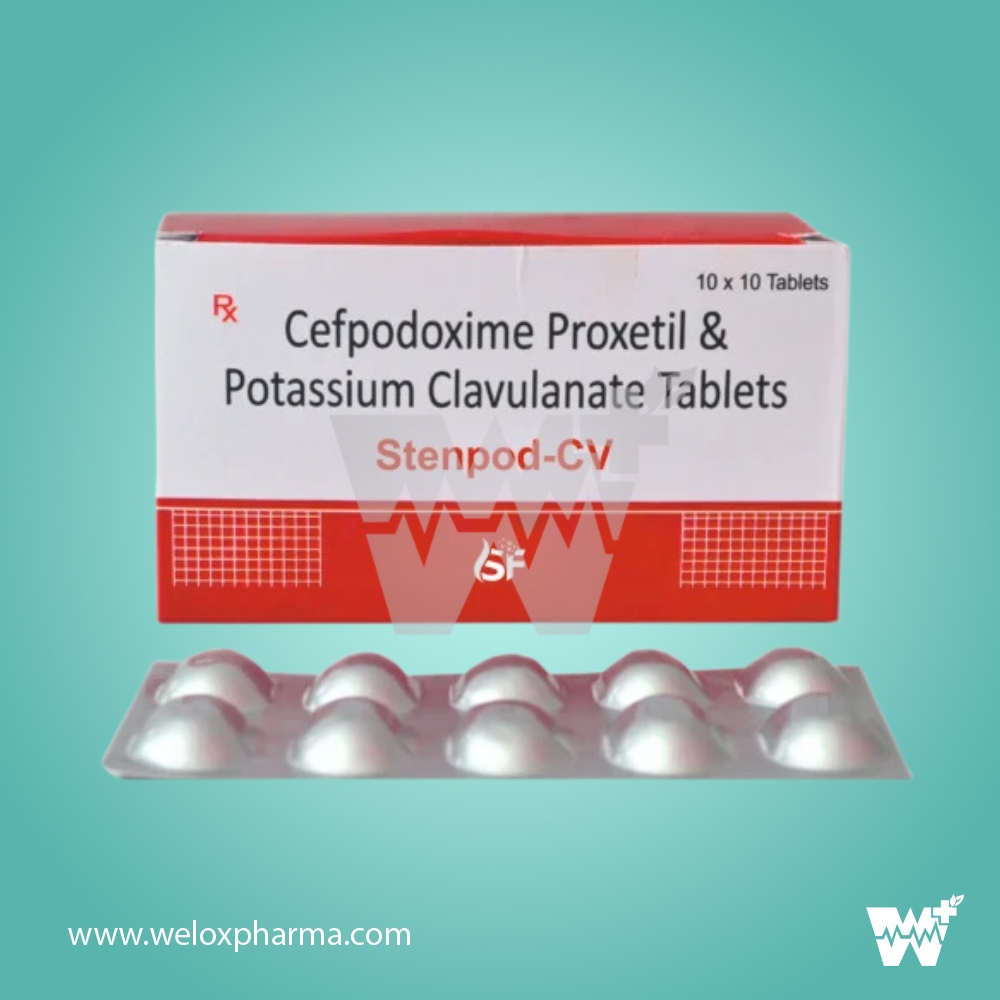 10 x 10 Tablets
Rx
Cefpodoxime Proxetil &
Potassium Clavulanate Tablets
Stenpod-CV
SF
www.weloxpharma.com
W